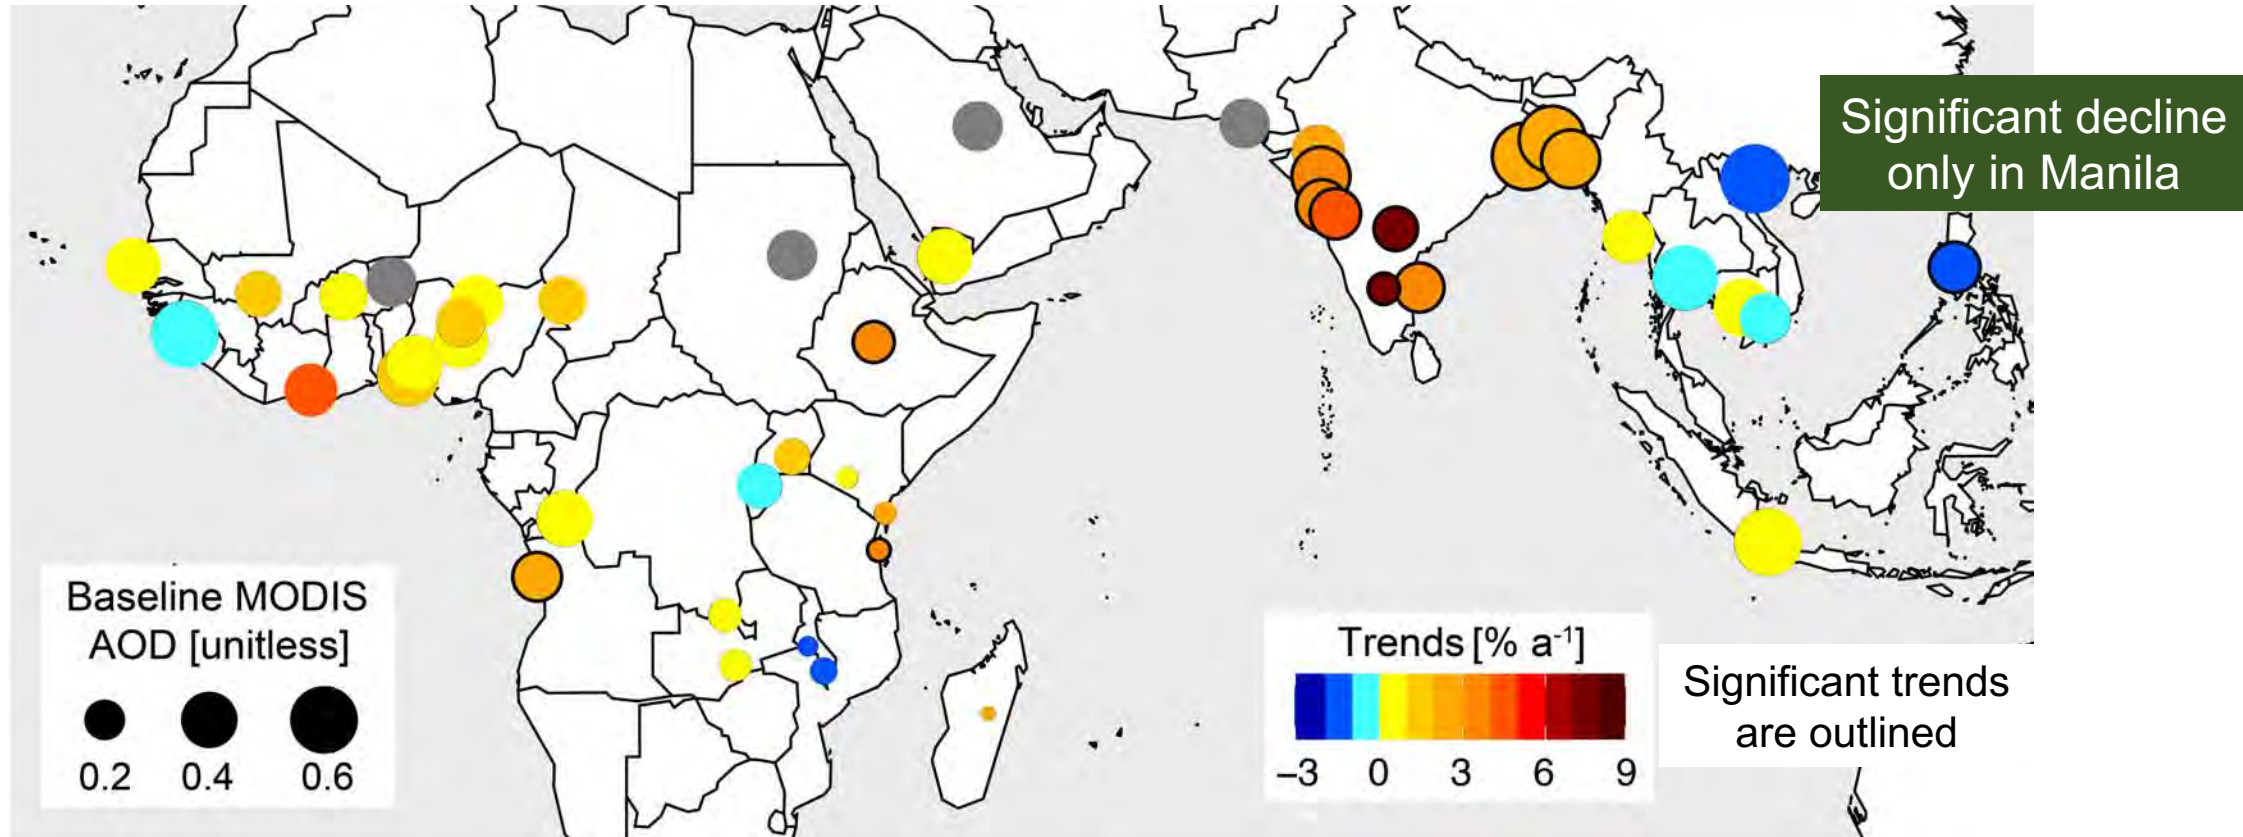 Significant decline
only in Manila
Baseline MODIS
AOD [unitless]
0.2 0.4 0.6
Trends [% a⁻¹]
−3 0 3 6 9
Significant trends
are outlined